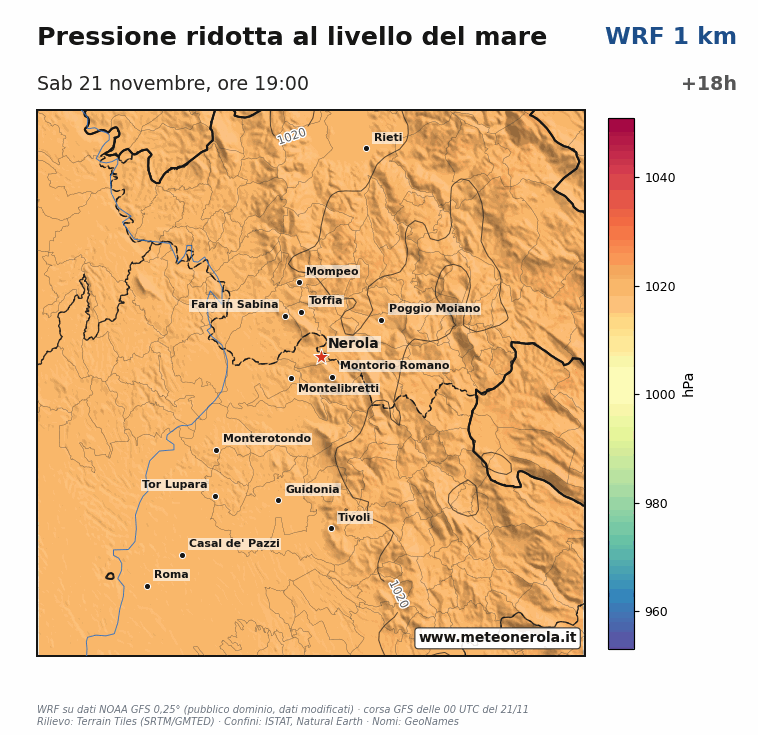 Pressione ridotta al livello del mare
WRF 1 km
Sab 21 novembre, ore 19:00
+18h
1020
Rieti
1040
Mompeo
1020
Toffia
Fara in Sabina
Poggio Moiano
Nerola
Montorio Romano
Montelibretti
1000
hPa
Monterotondo
Tor Lupara
Guidonia
980
Tivoli
Casal de' Pazzi
Roma
1020
960
www.meteonerola.it
WRF su dati NOAA GFS 0,25° (pubblico dominio, dati modificati) · corsa GFS delle 00 UTC del 21/11
Rilievo: Terrain Tiles (SRTM/GMTED) · Confini: ISTAT, Natural Earth · Nomi: GeoNames